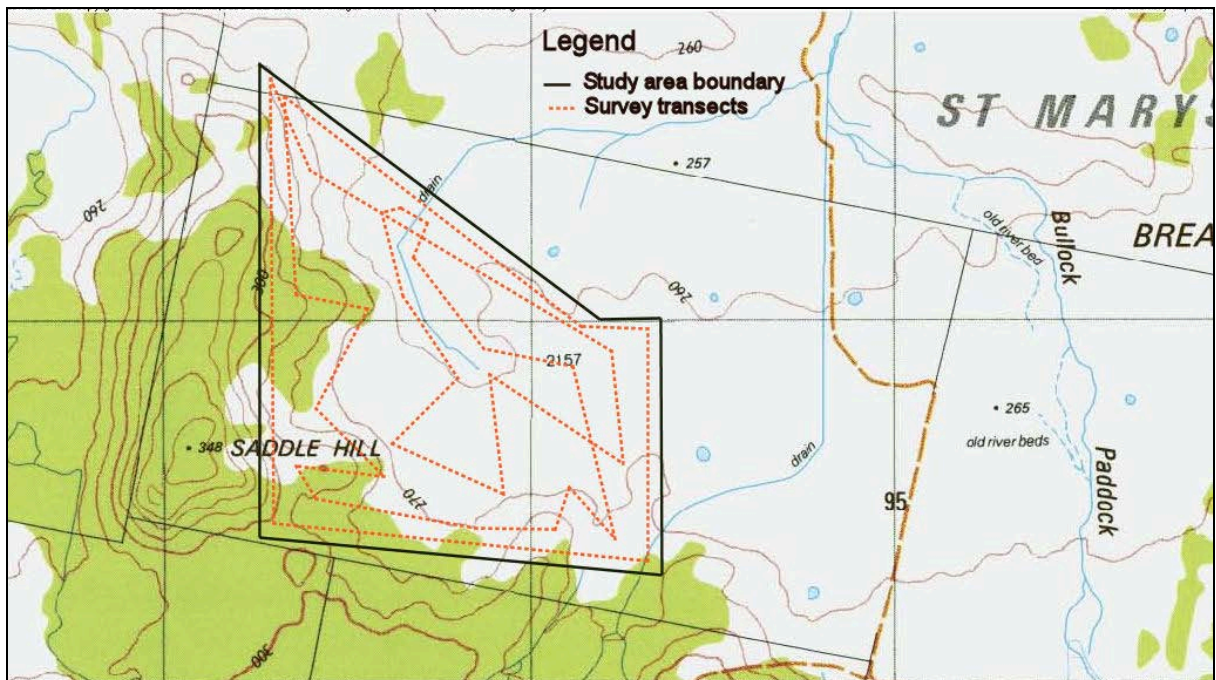 Legend
260
Study area boundary
Survey transects
ST MARYS
257
drain
260
old river bed
Bullock
BREA
300
260
2157
265
348 SADDLE HILL
old river beds
drain
Paddock
270
95
300